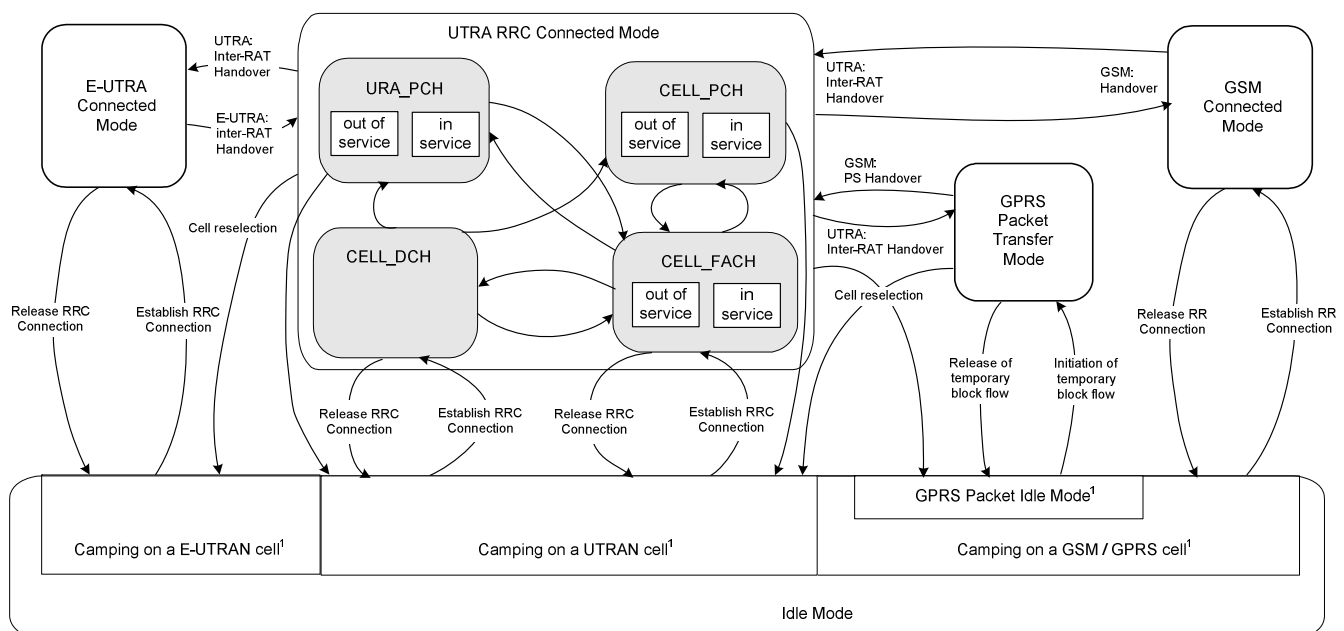 UTRA RRC Connected Mode
E-UTRA
Connected
Mode
UTRA:
Inter-RAT
Handover
E-UTRA:
inter-RAT
Handover
URA_PCH
out of
service
in
service
CELL_PCH
out of
service
in
service
UTRA:
Inter-RAT
Handover
GSM:
Handover
GSM
Connected
Mode
GSM:
PS Handover
GPRS
Packet
Transfer
Mode
UTRA:
Inter-RAT Handover
Cell reselection
CELL_DCH
CELL_FACH
out of
service
in
service
Cell reselection
Release RRC
Connection
Establish RRC
Connection
Release RR
Connection
Establish RR
Connection
Release of
temporary
block flow
Initiation of
temporary
block flow
Release RRC
Connection
Establish RRC
Connection
Release RRC
Connection
Establish RRC
Connection
GPRS Packet Idle Mode¹
Camping on a E-UTRAN cell¹
Camping on a UTRAN cell¹
Camping on a GSM / GPRS cell¹
Idle Mode